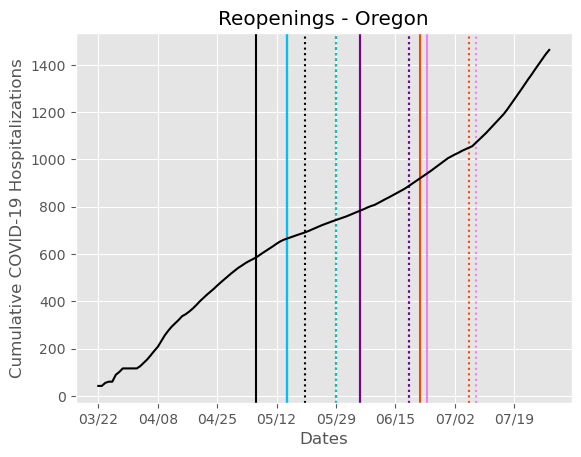 Reopenings - Oregon
Cumulative COVID-19 Hospitalizations
1400
1200
1000
800
600
400
200
0
03/22 04/08 04/25 05/12 05/29 06/15 07/02 07/19
Dates